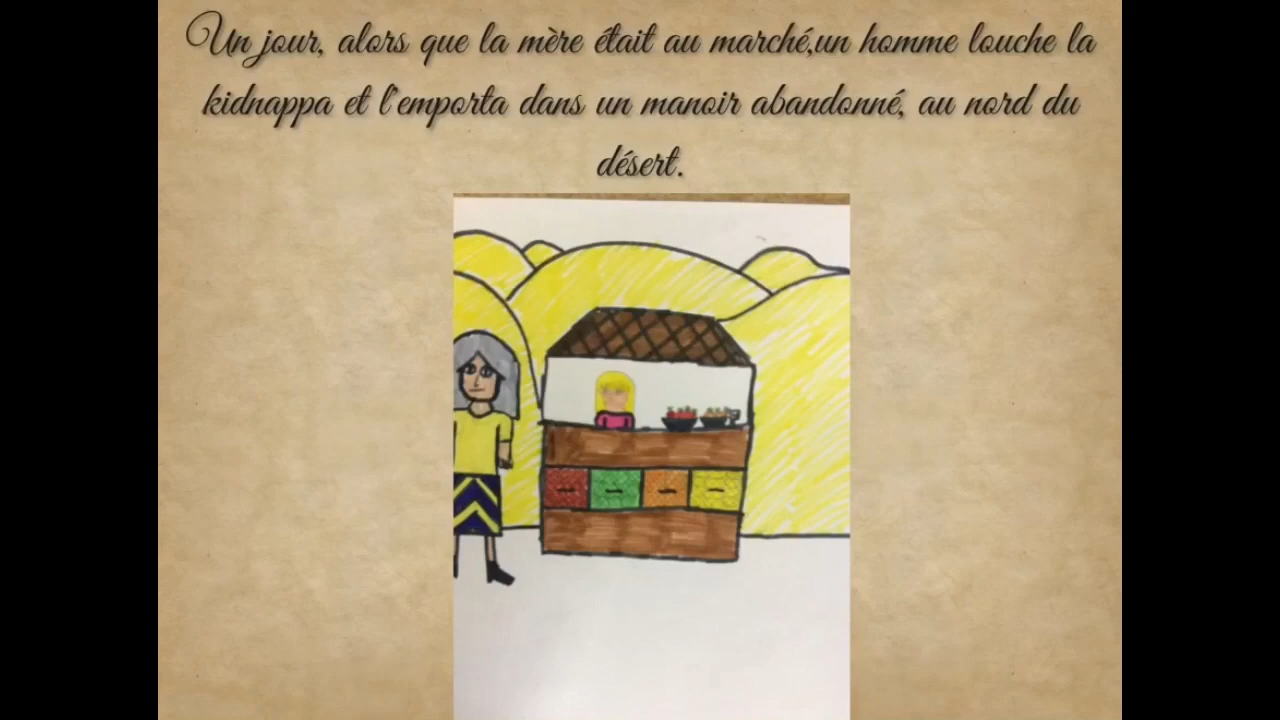 Un jour, alors que la mère était au marché,un homme louche la
kidnappa et l'emporta dans un manoir abandonné, au nord du
désert.